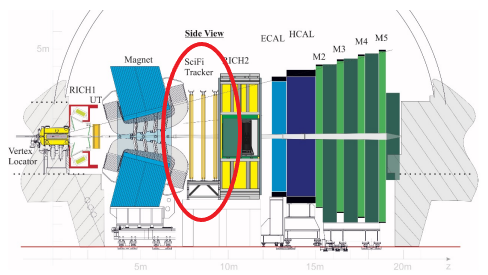 Side View
ECAL
HCAL
M5
M4
M3
M2
SciFi
Tracker
RICH2
Magnet
RICH1
UT
Vertex
Locator
5m
5m
10m
15m
20m
z